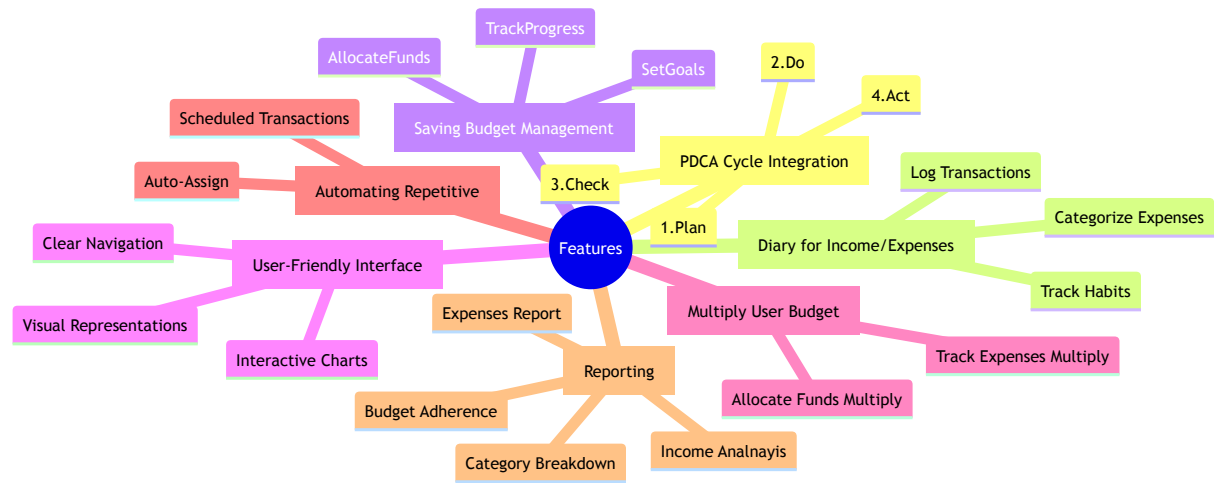 TrackProgress
AllocateFunds
SetGoals
Saving Budget Management
2.Do
4.Act
PDCA Cycle Integration
3.Check
1.Plan
Scheduled Transactions
Auto-Assign
Automating Repetitive
Log Transactions
Categorize Expenses
Diary for Income/Expenses
Track Habits
Features
Clear Navigation
User-Friendly Interface
Visual Representations
Interactive Charts
Expenses Report
Reporting
Budget Adherence
Category Breakdown
Income Analnayis
Multiply User Budget
Track Expenses Multiply
Allocate Funds Multiply